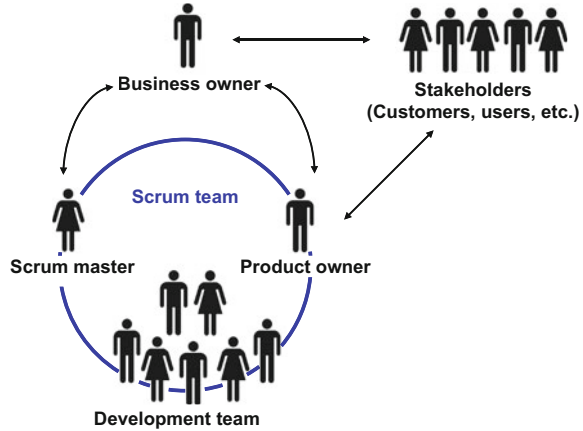 Business owner
Stakeholders
(Customers, users, etc.)
Scrum team
Scrum master
Product owner
Development team